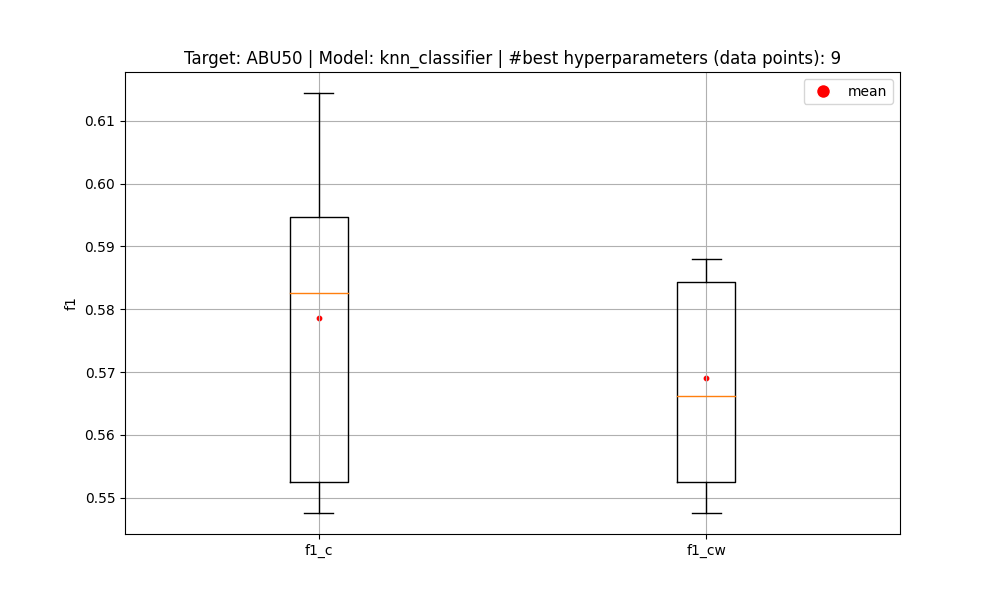 Target: ABU50 | Model: knn_classifier | #best hyperparameters (data points): 9
mean
0.61
0.60
0.59
0.58
0.57
0.56
0.55
f1
f1_c
f1_cw